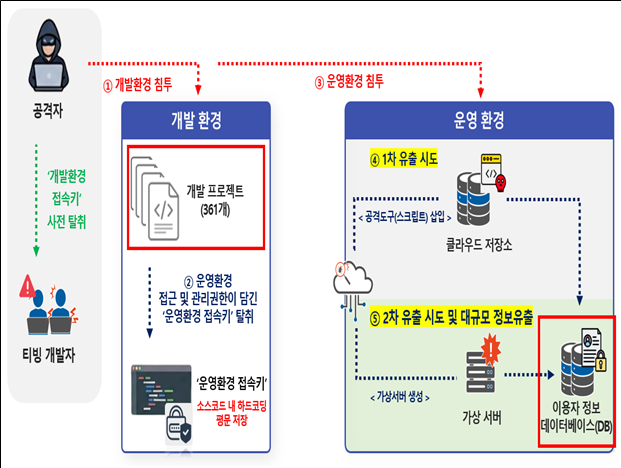 공격자
'개발환경
접속키'
사전 탈취
티빙 개발자
① 개발환경 침투
개발 환경
개발 프로젝트
(361개)
② 운영환경
접근 및 관리권한이 담긴
'운영환경 접속키' 탈취
'운영환경 접속키'
소스코드 내 하드코딩
평문 저장
③ 운영환경 침투
운영 환경
④ 1차 유출 시도
< 공격도구(스크립트) 삽입 >
클라우드 저장소
⑤ 2차 유출 시도 및 대규모 정보유출
< 가상서버 생성 >
가상 서버
이용자 정보
데이터베이스(DB)